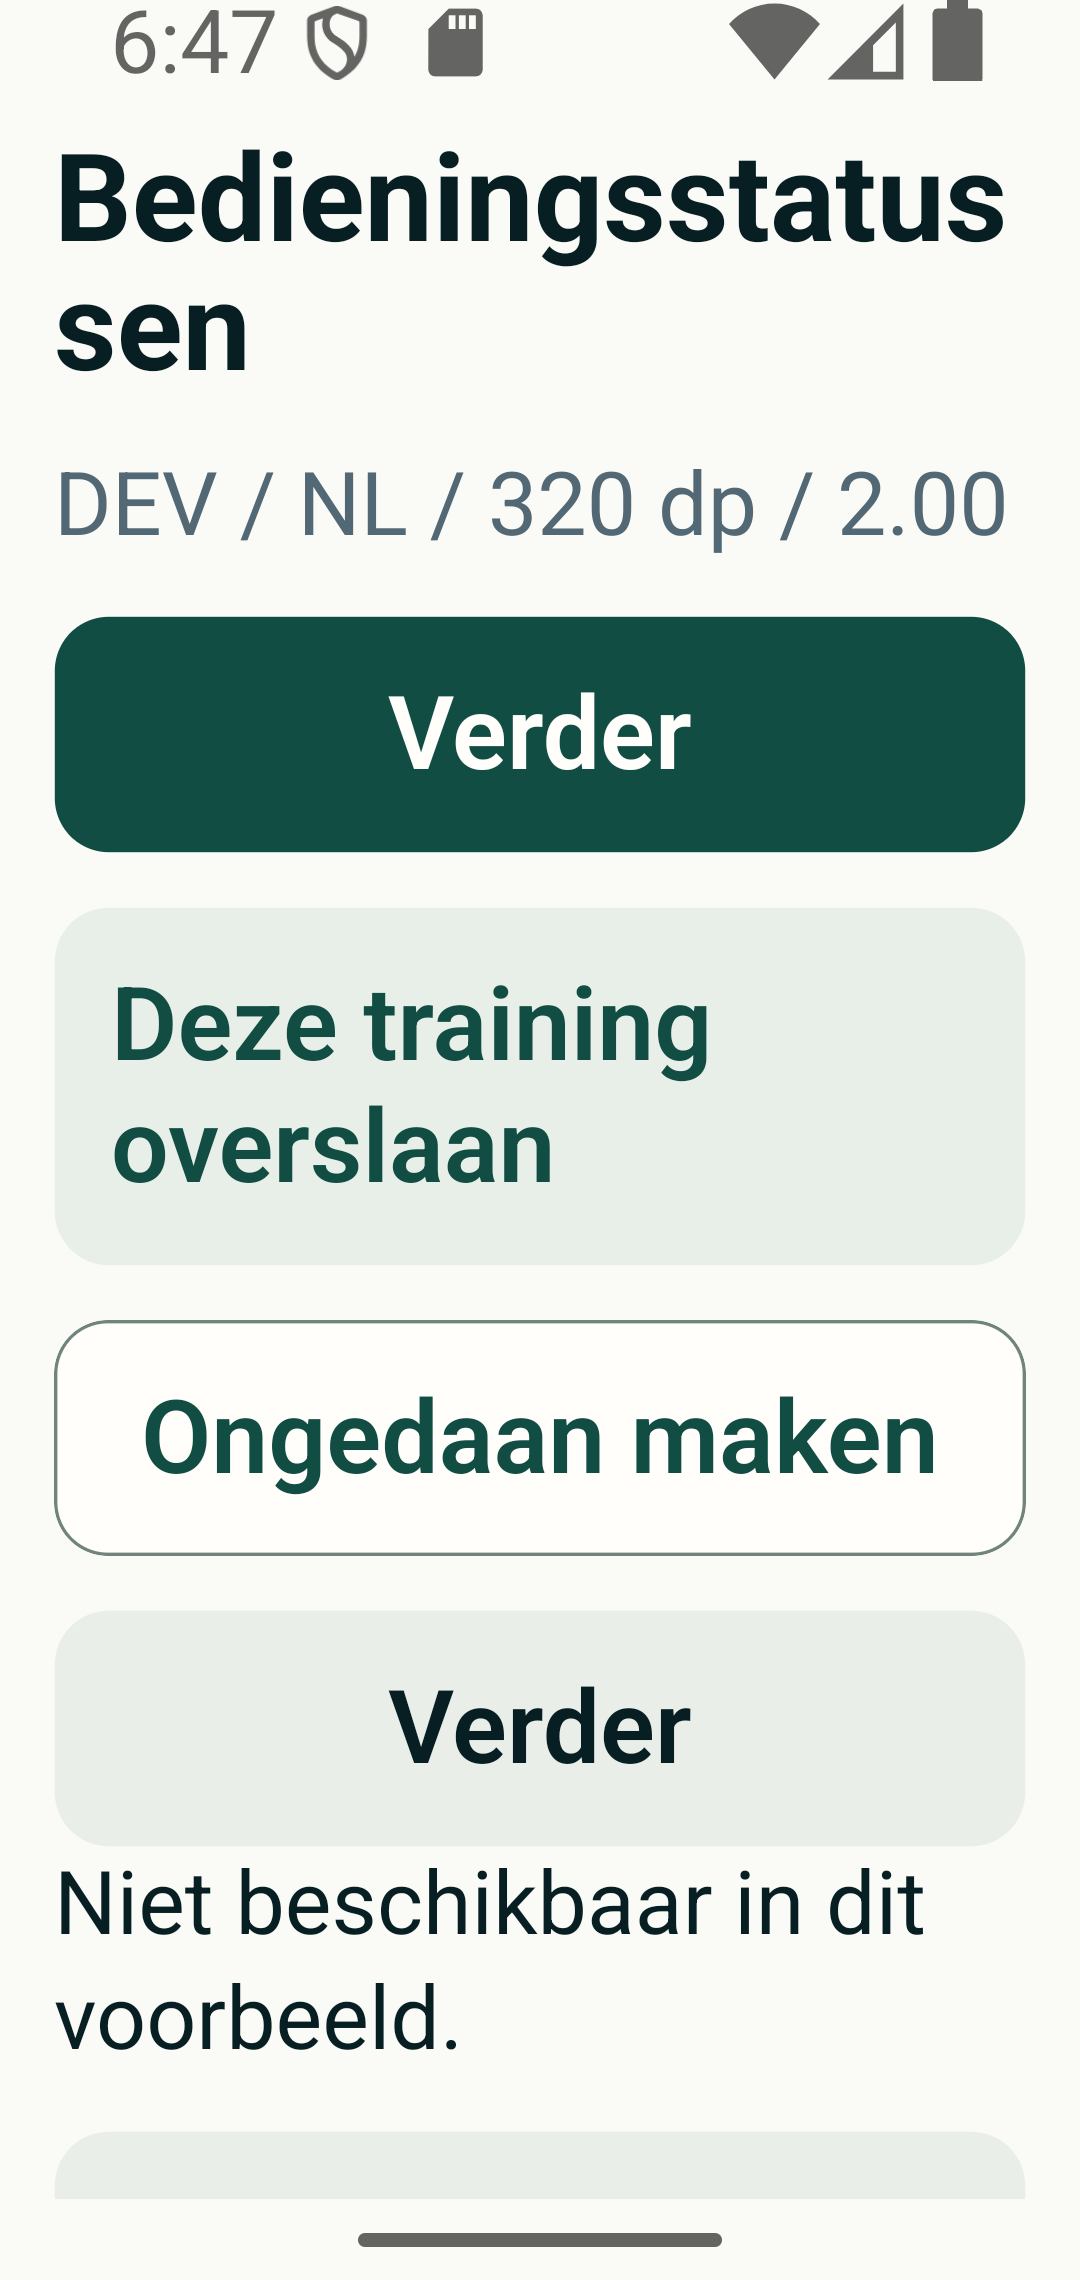 6:47
Bedieningsstatus
sen
DEV / NL / 320 dp / 2.00
Verder
Deze training
overslaan
Ongedaan maken
Verder
Niet beschikbaar in dit
voorbeeld.